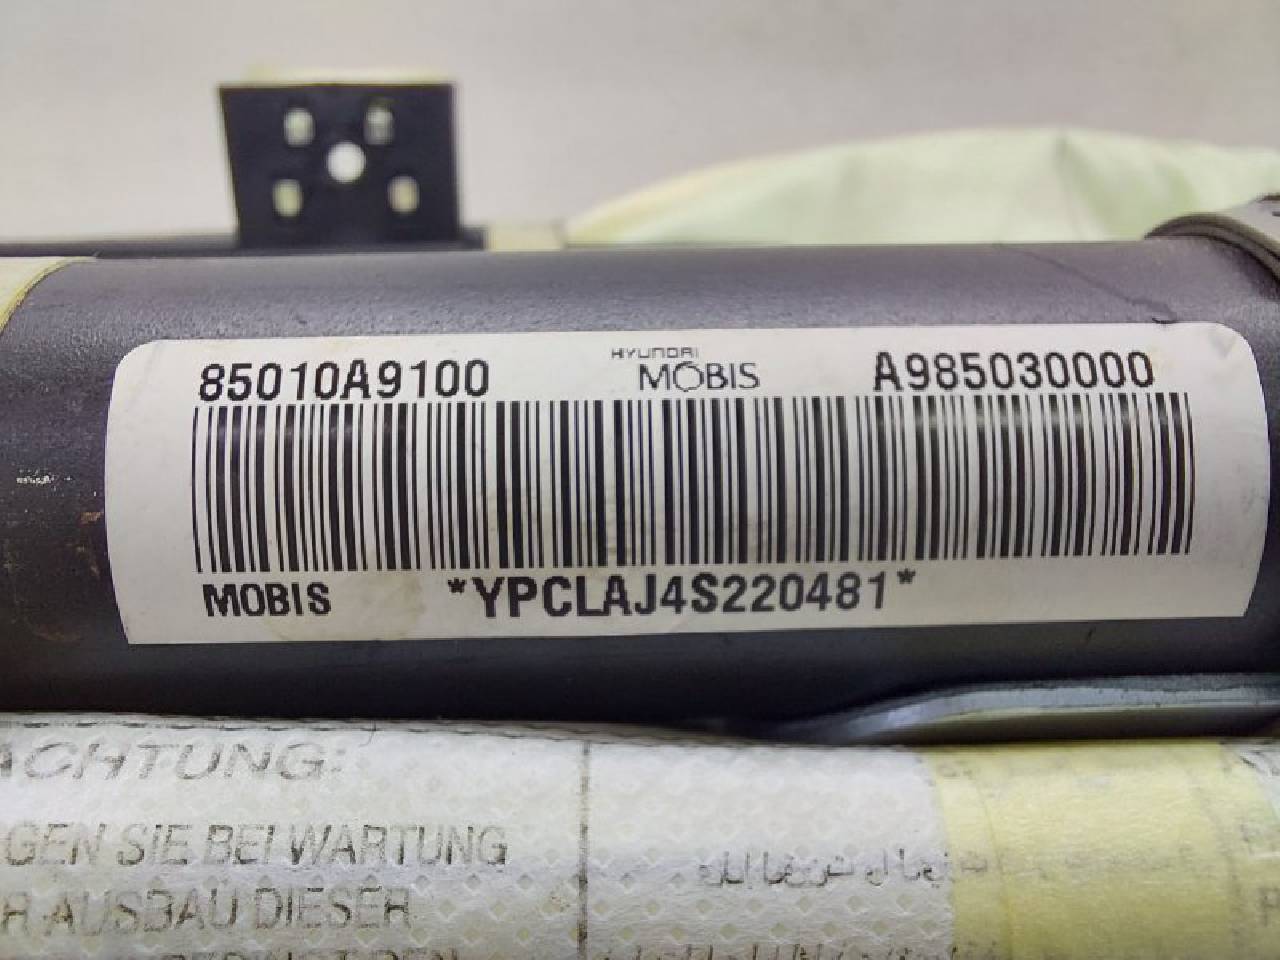 85010A9100 HYUNDAI MOBIS A985030000
MOBIS *YPCLAJ4S220481*
ACHTUNG:
GEN SIE BEI WARTUNG
R AUSBAU DIESER